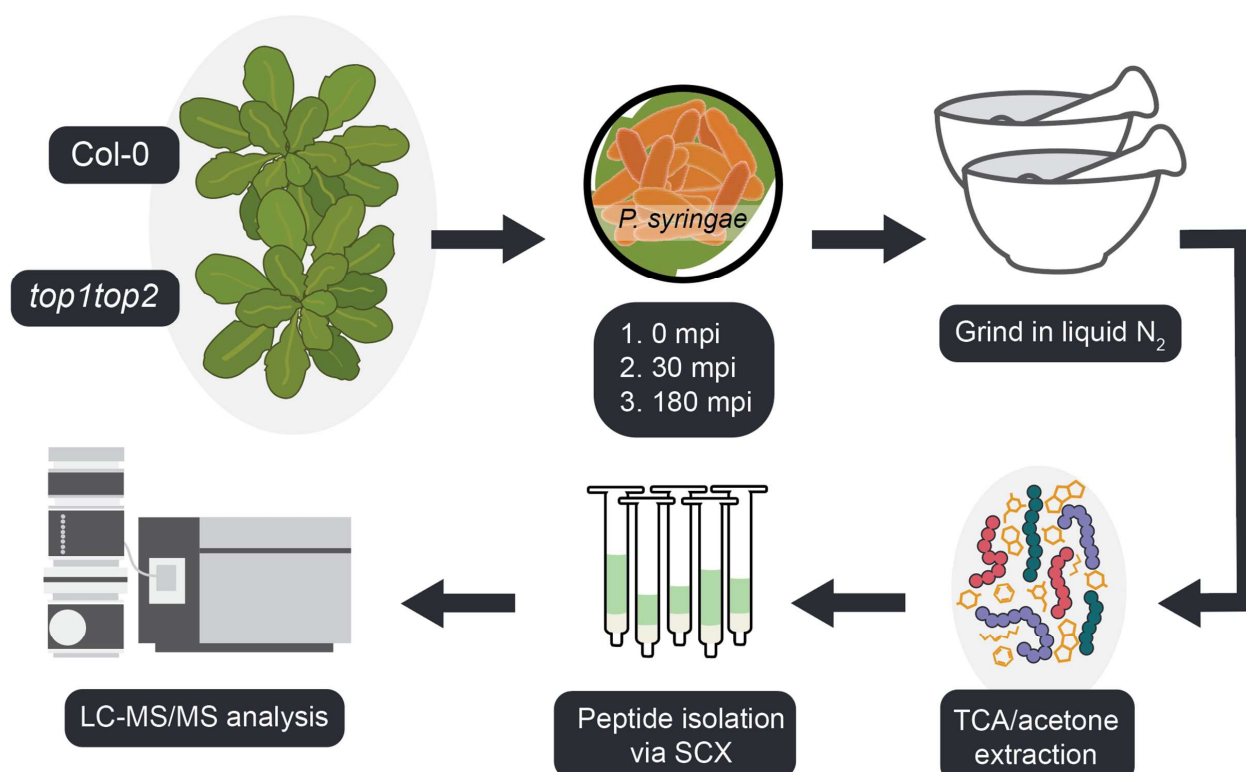 Col-0
top1top2
P. syringae
1. 0 mpi
2. 30 mpi
3. 180 mpi
Grind in liquid N₂
TCA/acetone
extraction
Peptide isolation
via SCX
LC-MS/MS analysis